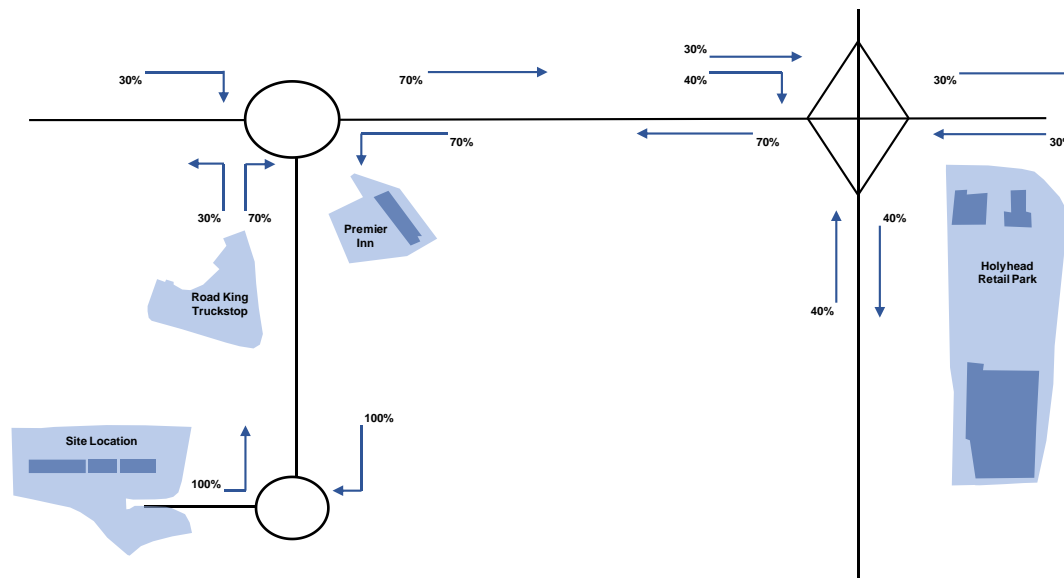 30%
30%
70%
40%
30%
70%
70%
30%
30%
70%
40%
Premier
Inn
Road King
Truckstop
Holyhead
Retail Park
40%
100%
Site Location
100%